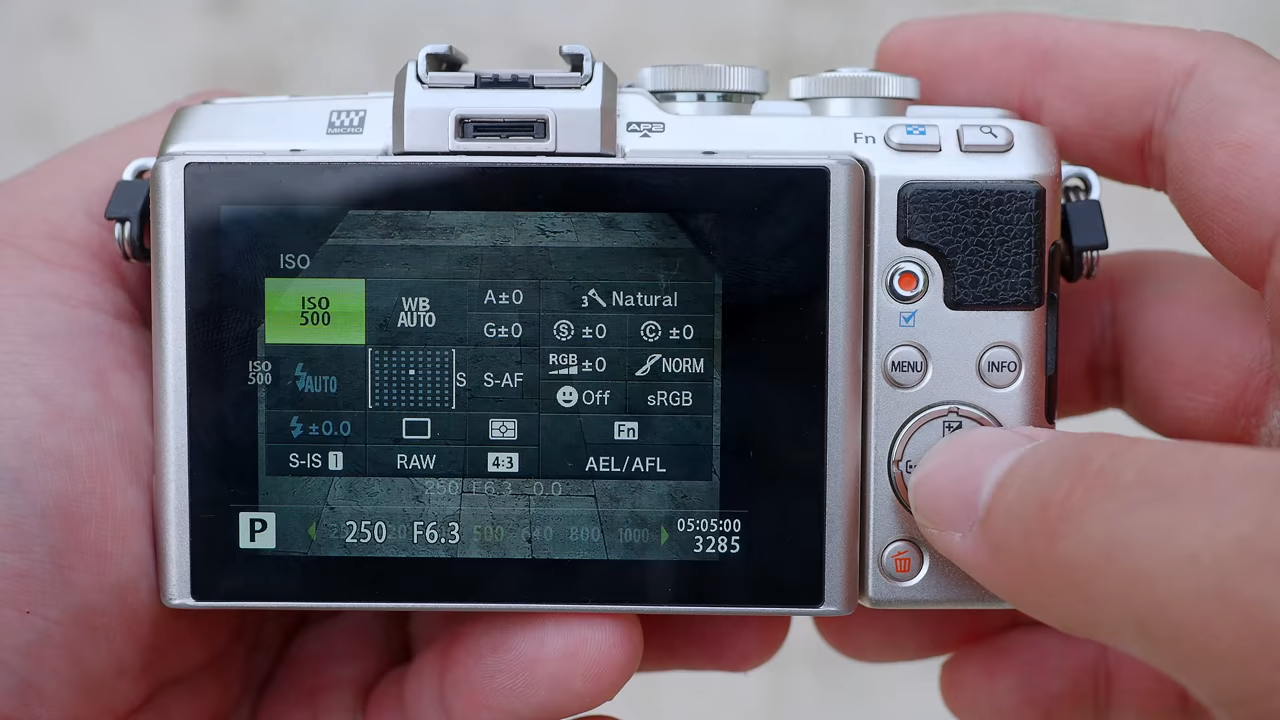 MICRO
AP2
Fn
ISO
ISO
500
WB
AUTO
A±0
G±0
3 Natural
S ±0
C ±0
ISO
500
AUTO
S
S-AF
RGB ±0
NORM
Off
sRGB
±0.0
Fn
S-IS 1
RAW
4:3
AEL/AFL
250 F6.3 0.0
P
250 F6.3
500 640 800 1000
05:05:00
3285
MENU
INFO